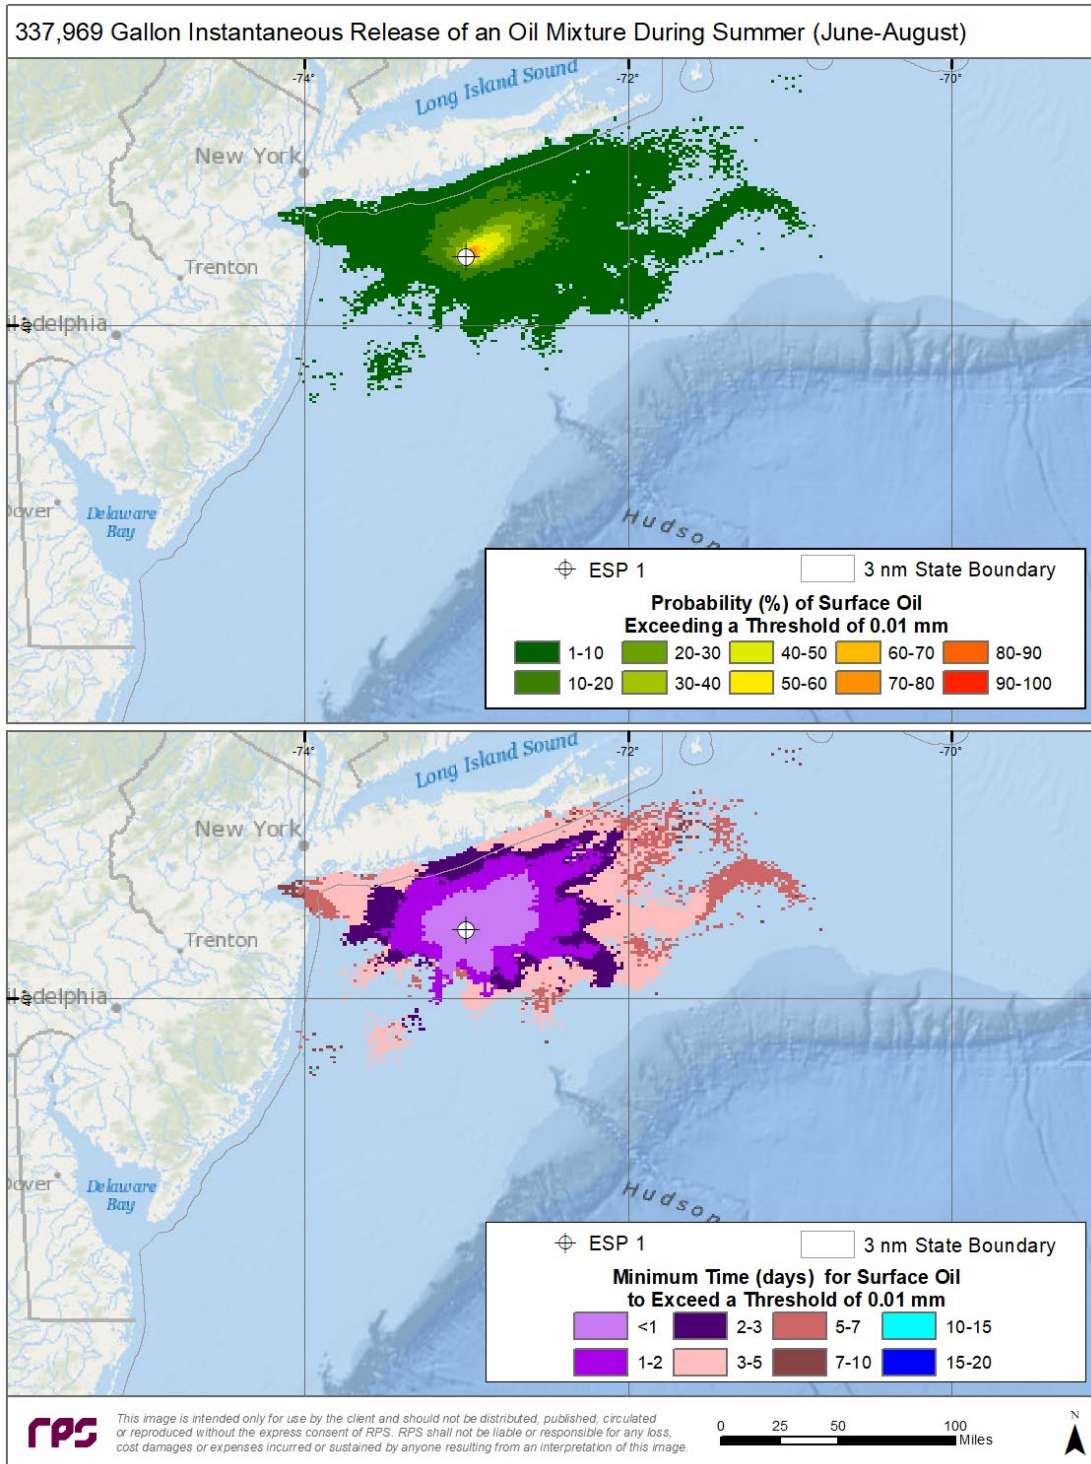 337,969 Gallon Instantaneous Release of an Oil Mixture During Summer (June-August)
-74°
-72°
-70°
Long Island Sound
New York
Trenton
iladelphia
40°
Delaware
Bay
Hudson
ESP 1
3 nm State Boundary
Probability (%) of Surface Oil
Exceeding a Threshold of 0.01 mm
1-10 20-30 40-50 60-70 80-90
10-20 30-40 50-60 70-80 90-100
-74°
-72°
-70°
Long Island Sound
New York
Trenton
iladelphia
40°
Delaware
Bay
Hudson
ESP 1
3 nm State Boundary
Minimum Time (days) for Surface Oil
to Exceed a Threshold of 0.01 mm
<1 2-3 5-7 10-15
1-2 3-5 7-10 15-20
rps
This image is intended only for use by the client and should not be distributed, published, circulated
or reproduced without the express consent of RPS. RPS shall not be liable or responsible for any loss,
cost damages or expenses incurred or sustained by anyone resulting from an interpretation of this image.
0 25 50 100
Miles
N